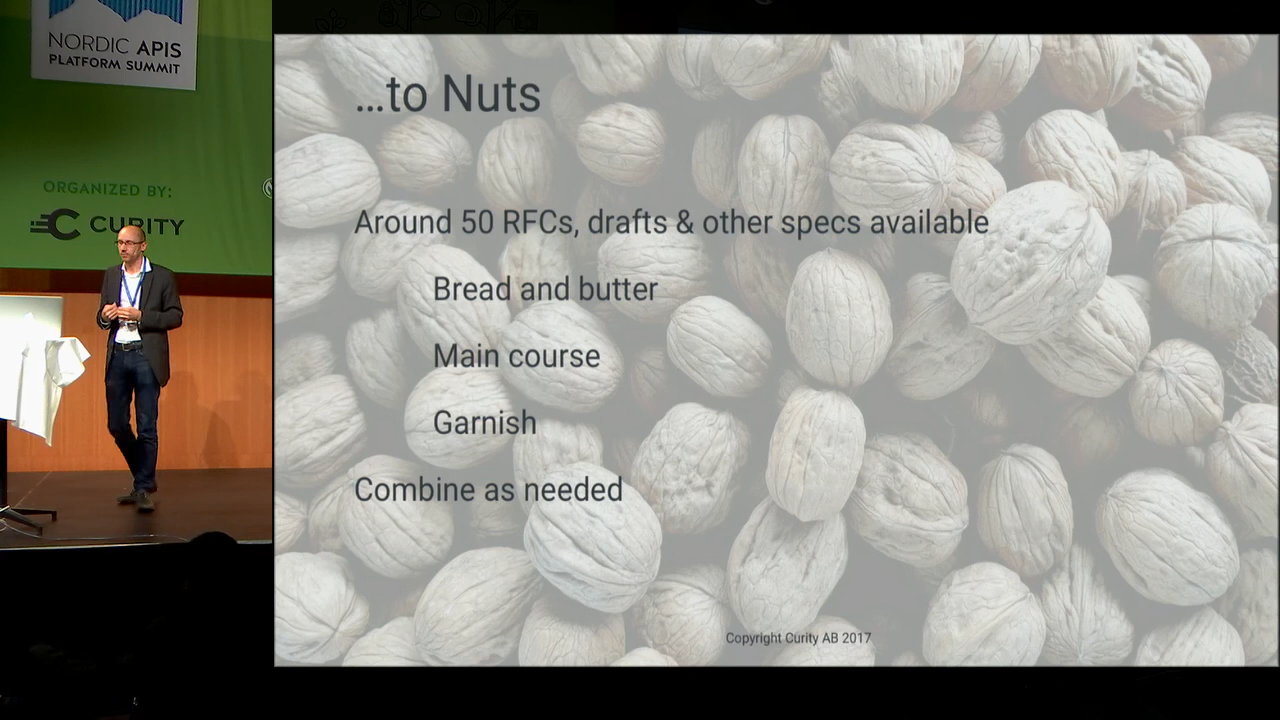 NORDIC APIS
PLATFORM SUMMIT
ORGANIZED BY:
CURITY
...to Nuts
Around 50 RFCs, drafts & other specs available
Bread and butter
Main course
Garnish
Combine as needed
Copyright Curity AB 2017